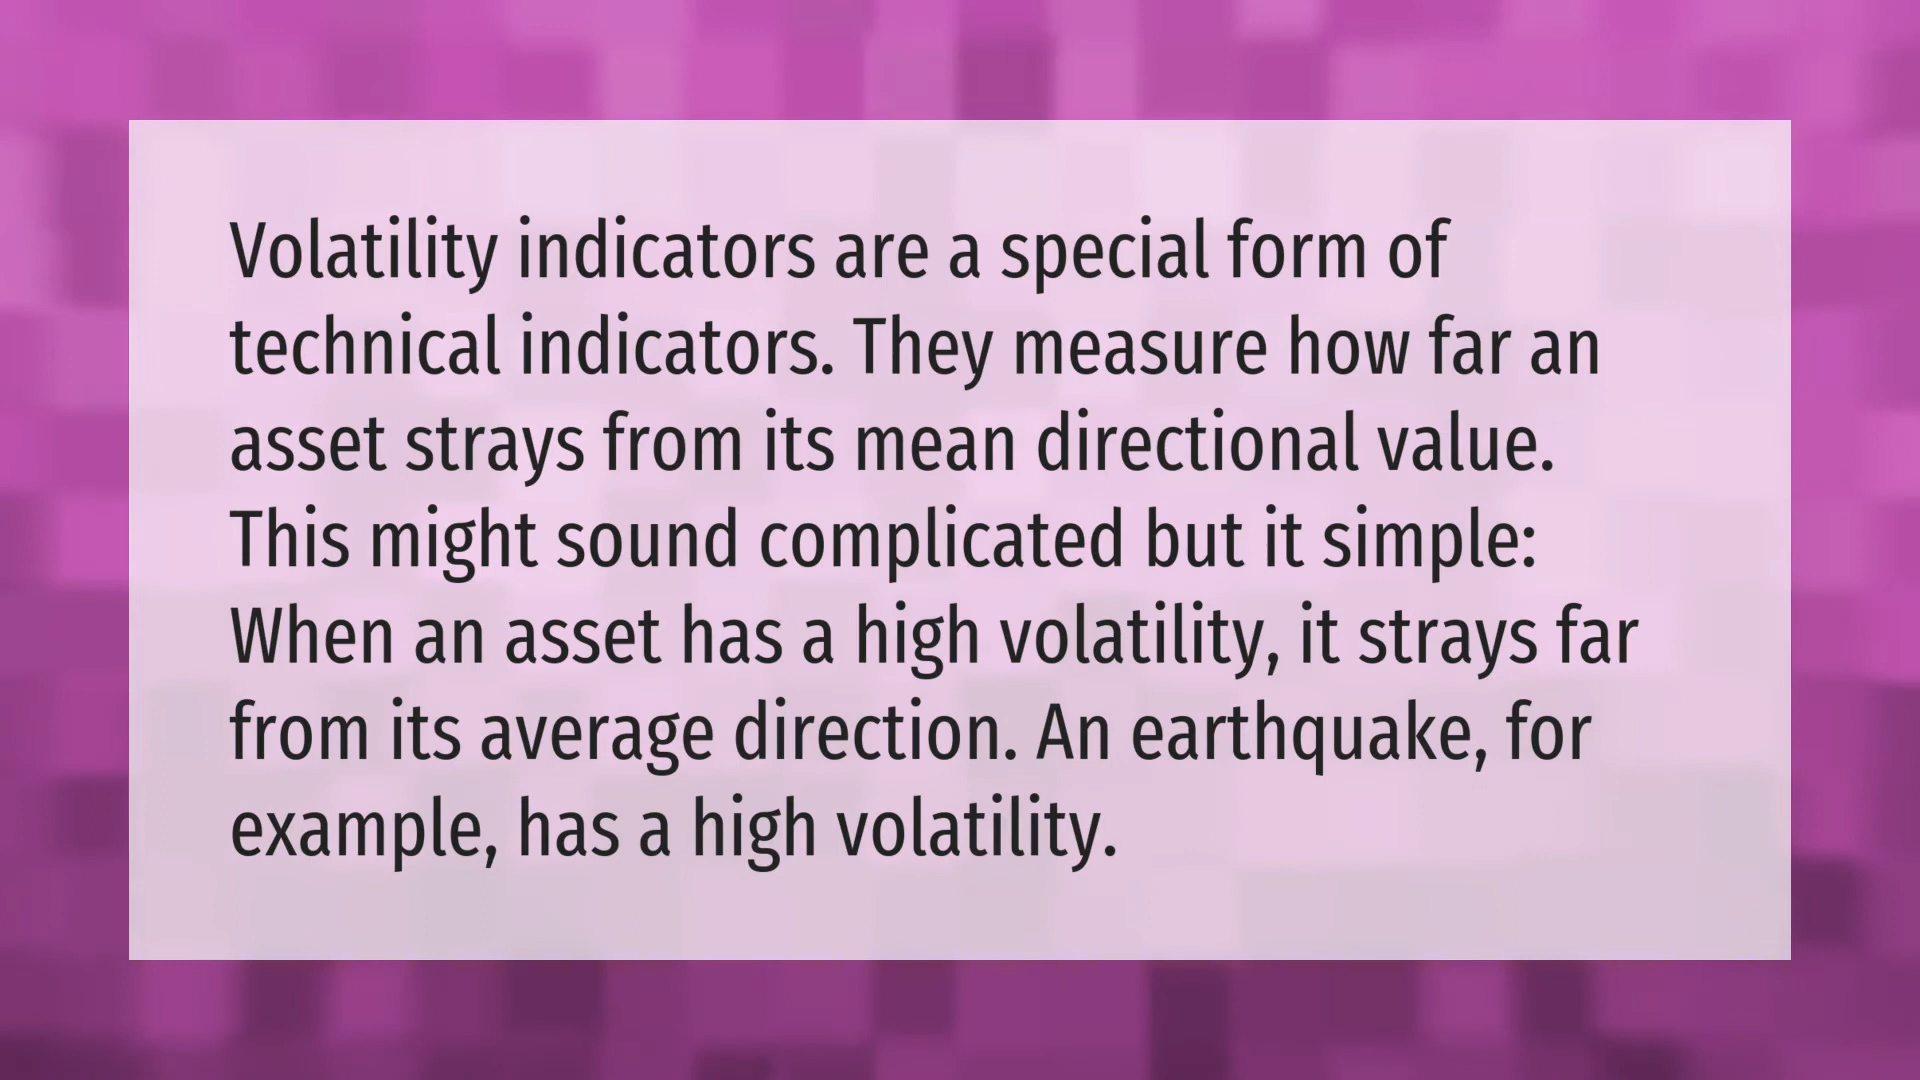 Volatility indicators are a special form of
technical indicators. They measure how far an
asset strays from its mean directional value.
This might sound complicated but it simple:
When an asset has a high volatility, it strays far
from its average direction. An earthquake, for
example, has a high volatility.